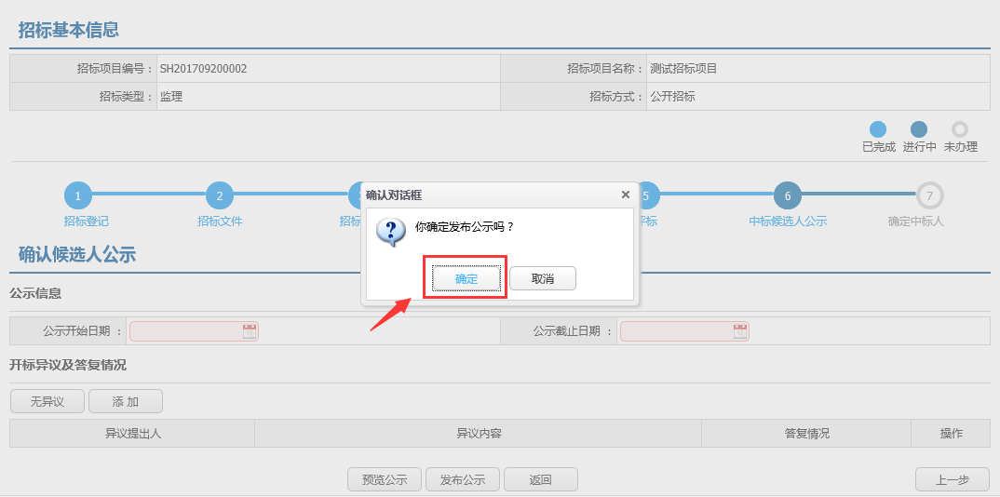 招标基本信息
招标项目编号： SH201709200002 招标项目名称： 测试招标项目
招标类型： 监理 招标方式： 公开招标
已完成 进行中 未办理
1 2 5 6 7
招标登记 招标文件 招标 评标 中标候选人公示 确定中标人
确认对话框
你确定发布公示吗？
确定 取消
确认候选人公示
公示信息
公示开始日期 ： 公示截止日期 ：
开标异议及答复情况
无异议 添 加
异议提出人 异议内容 答复情况 操作
预览公示 发布公示 返回 上一步